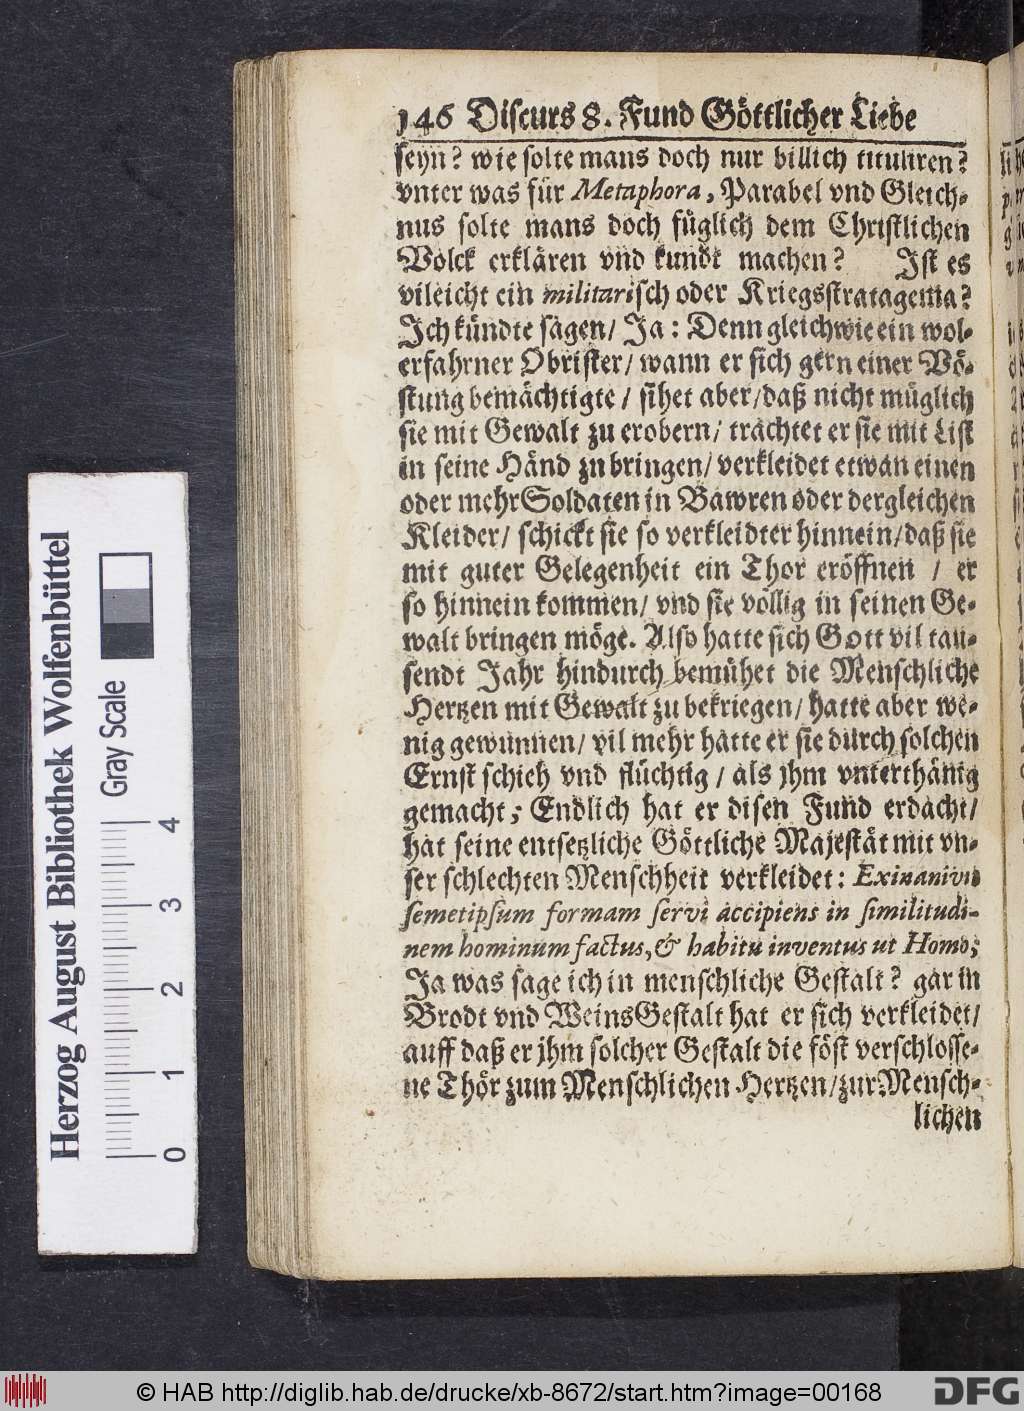 146 Discurs 8. Fund Göttlicher Liebe
seyn? wie solte mans doch nur billich tituliren?
vnter was für Metaphora, Parabel vnd Gleich-
nus solte mans doch füglich dem Christlichen
Volck erklären vnd kundt machen? Ist es
vileicht ein militarisch oder Kriegsstratagema?
Ich kündte sagen/ Ja: Denn gleichwie ein wol-
erfahrner Obrister/ wann er sich gern einer Vö-
stung bemächtigte/ sihet aber/ daß nicht müglich
sie mit Gewalt zu erobern/ trachtet er sie mit List
in seine Händ zu bringen/ verkleidet etwan einen
oder mehr Soldaten in Bawren oder dergleichen
Kleider/ schickt sie so verkleidter hinnein/ daß sie
mit guter Gelegenheit ein Thor eröffnen / er
so hinnein kommen/ vnd sie völlig in seinen Ge-
walt bringen möge. Also hatte sich Gott vil tau-
sendt Jahr hindurch bemühet die Menschliche
Hertzen mit Gewalt zu bekriegen/ hatte aber we-
nig gewunnen/ vil mehr hatte er sie durch solchen
Ernst schieh vnd flüchtig/ als jhm vnterthänig
gemacht; Endlich hat er disen Fund erdacht/
hat seine entsetzliche Göttliche Majestät mit vn-
ser schlechten Menschheit verkleidet: Exinanivit
semetipsum formam servi accipiens in similitudi-
nem hominum factus, & habitu inventus ut Homo;
Ja was sage ich in menschliche Gestalt? gar in
Brodt vnd Weins Gestalt hat er sich verkleidet/
auff daß er jhm solcher Gestalt die föst verschlosse-
ne Thör zum Menschlichen Hertzen/ zur Mensch-
lichen
Herzog August Bibliothek Wolfenbüttel
Gray Scale
0 1 2 3 4
© HAB http://diglib.hab.de/drucke/xb-8672/start.htm?image=00168
DFG